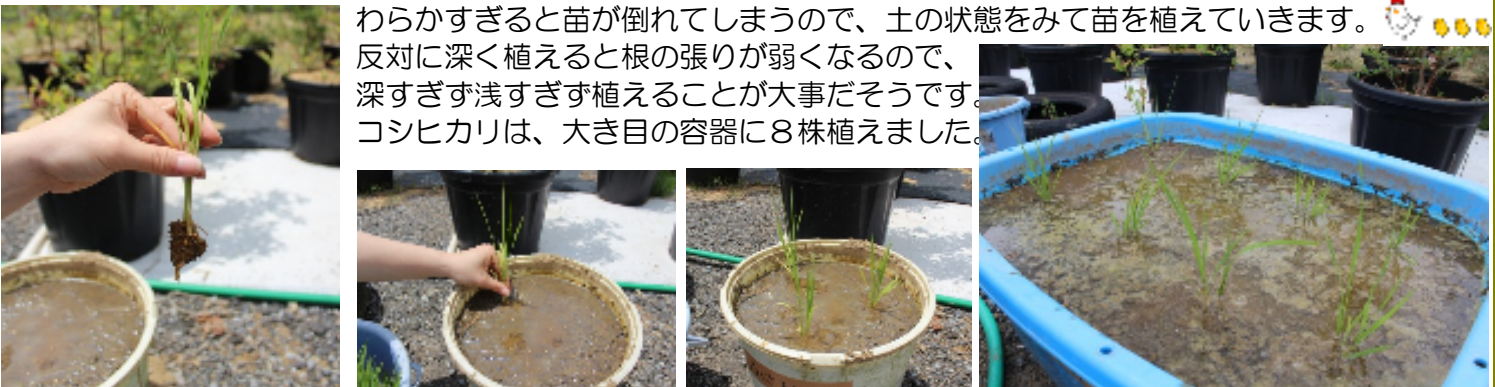 わらかすぎると苗が倒れてしまうので、土の状態をみて苗を植えていきます。
反対に深く植えると根の張りが弱くなるので、
深すぎず浅すぎず植えることが大事だそうです。
コシヒカリは、大き目の容器に８株植えました。